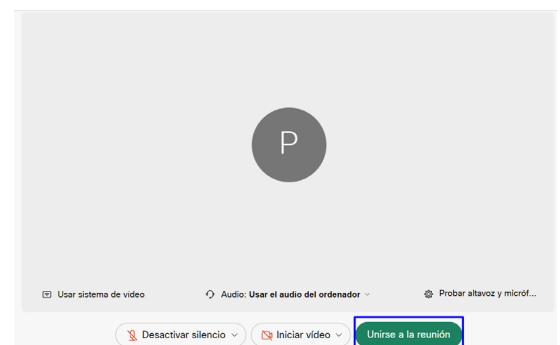 P
Usar sistema de vídeo
Audio: Usar el audio del ordenador
Probar altavoz y micróf...
Desactivar silencio
Iniciar vídeo
Unirse a la reunión